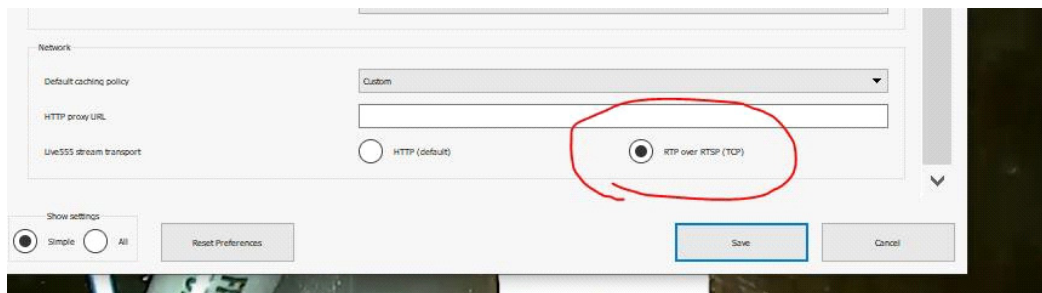 Network
Default caching policy
Custom
HTTP proxy URL
Live555 stream transport
HTTP (default)
RTP over RTSP (TCP)
Show settings
Simple
All
Reset Preferences
Save
Cancel